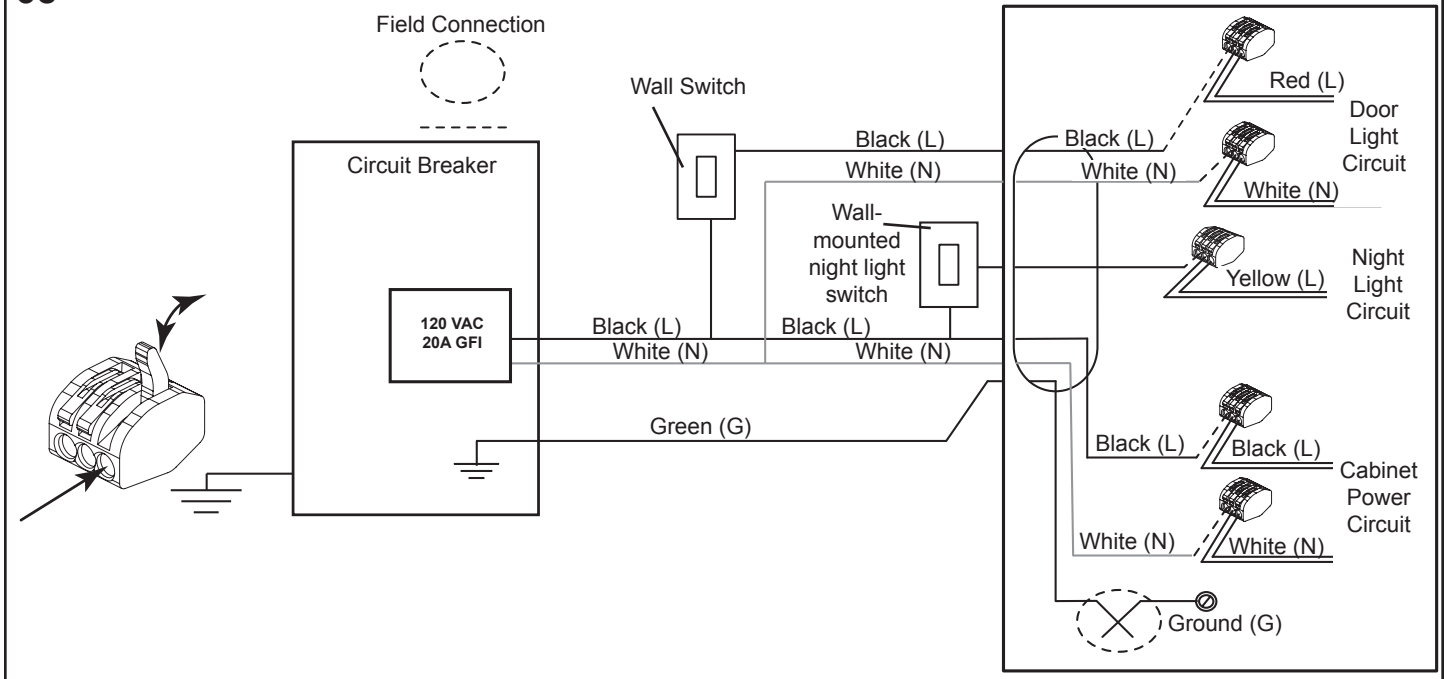 Field Connection
Wall Switch
Circuit Breaker
120 VAC
20A GFI
Black (L)
White (N)
Wall-
mounted
night light
switch
Black (L)
White (N)
Black (L)
White (N)
Green (G)
Black (L)
White (N)
Red (L)
White (N)
Door
Light
Circuit
Yellow (L)
Night
Light
Circuit
Black (L)
Black (L)
White (N)
White (N)
Cabinet
Power
Circuit
Ground (G)